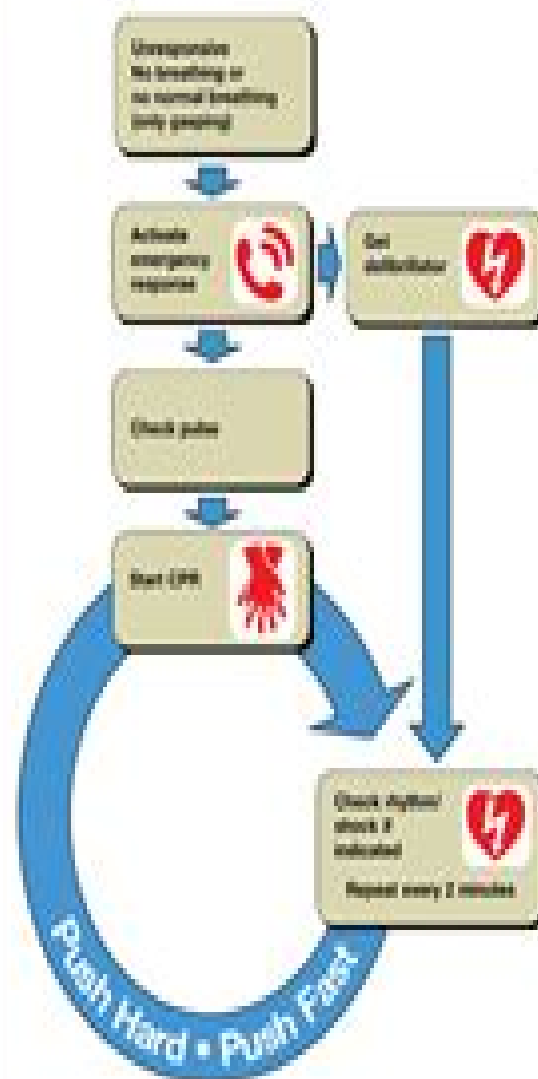 Unresponsive
No breathing or
no normal breathing
(only gasping)
Activate
emergency
response
Get
defibrillator
Check pulse
Start CPR
Check rhythm/
shock if
indicated
Repeat every 2 minutes
Push Hard • Push Fast